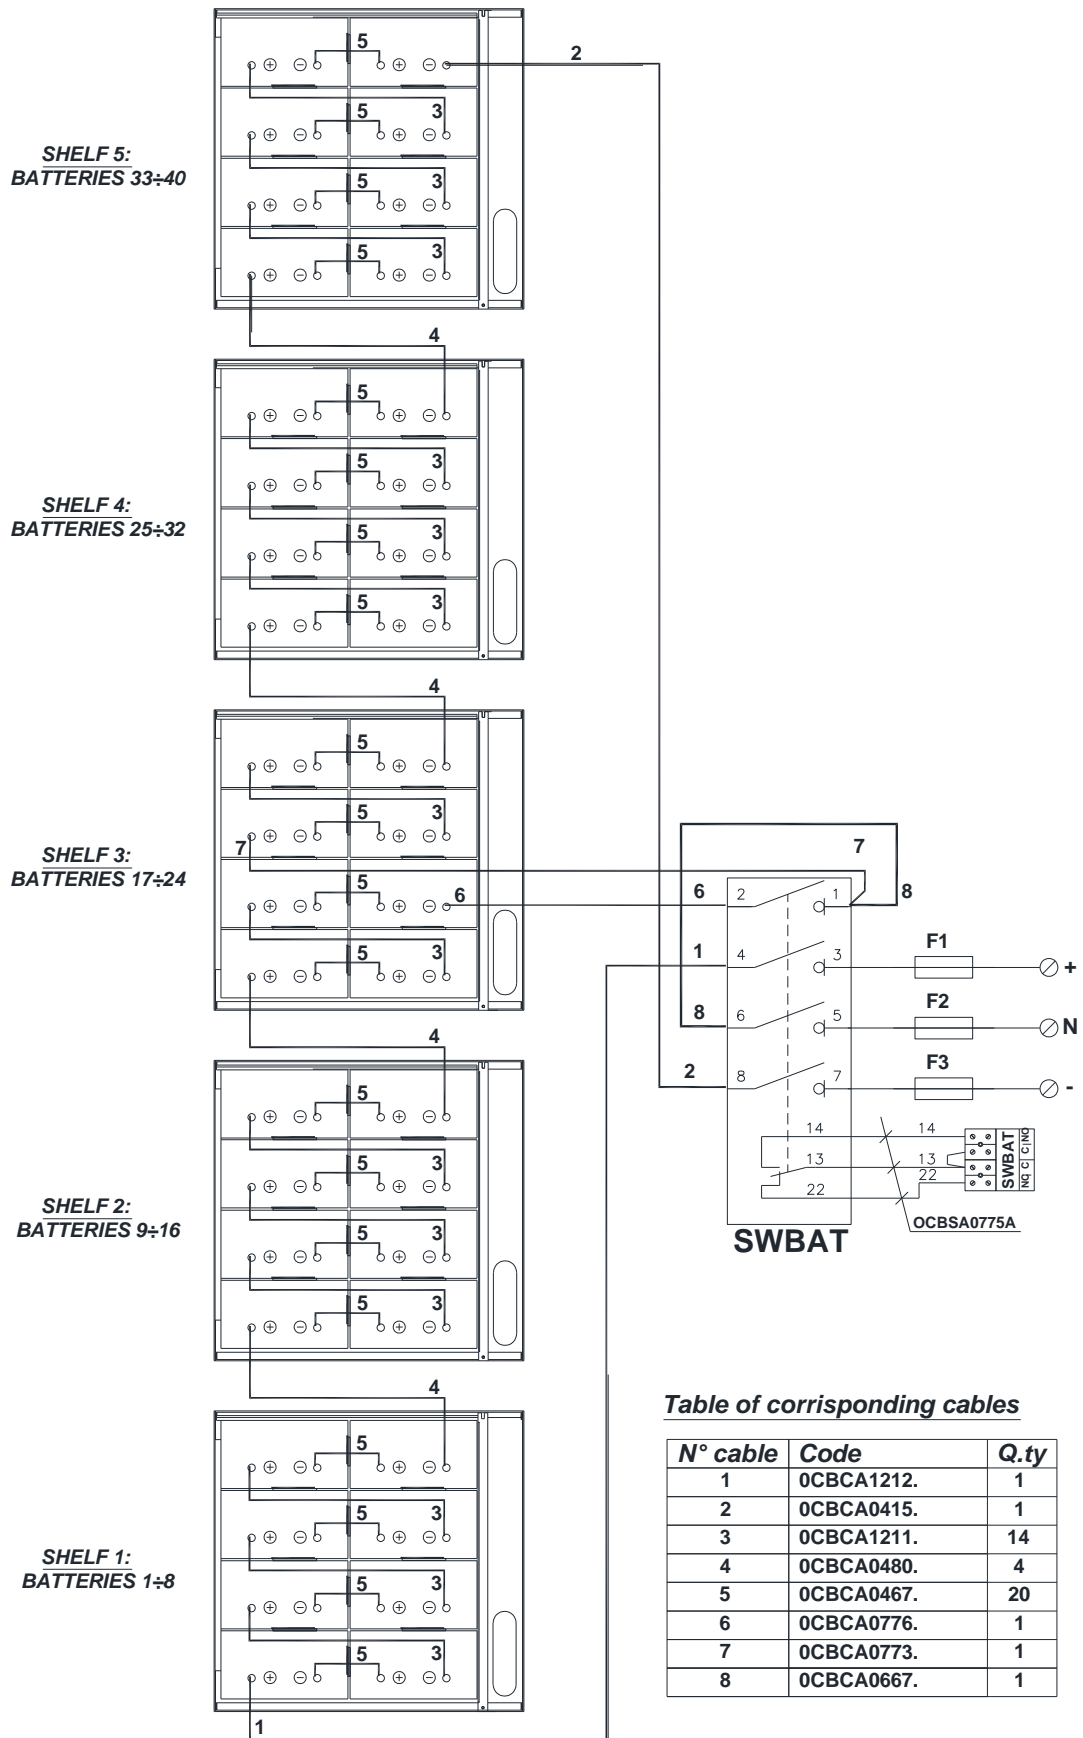 5
2
5
3
5
3
5
3
SHELF 5:
BATTERIES 33÷40
4
5
5
3
5
3
5
3
SHELF 4:
BATTERIES 25÷32
4
5
5
3
7
5
6
5
3
SHELF 3:
BATTERIES 17÷24
7
6
2
1
8
1
4
3
F1
+
8
6
5
F2
N
2
8
7
F3
-
14
14
13
13
22
22
SWBAT
NC C C NO
OCBSA0775A
SWBAT
4
5
5
3
5
3
5
3
SHELF 2:
BATTERIES 9÷16
4
5
5
3
5
3
5
3
SHELF 1:
BATTERIES 1÷8
1
Table of corrisponding cables
N° cable Code Q.ty
1 0CBCA1212. 1
2 0CBCA0415. 1
3 0CBCA1211. 14
4 0CBCA0480. 4
5 0CBCA0467. 20
6 0CBCA0776. 1
7 0CBCA0773. 1
8 0CBCA0667. 1